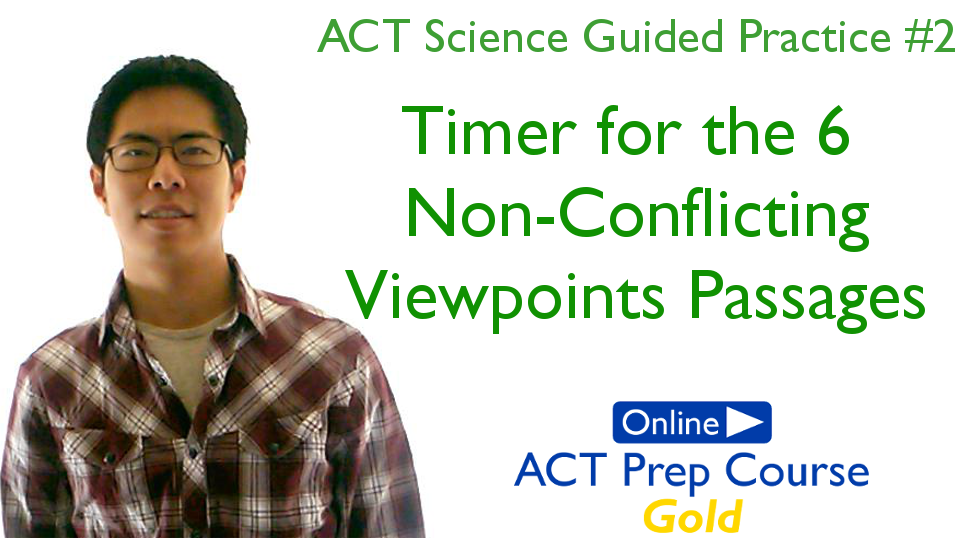 ACT Science Guided Practice #2
Timer for the 6
Non-Conflicting
Viewpoints Passages
Online
ACT Prep Course
Gold